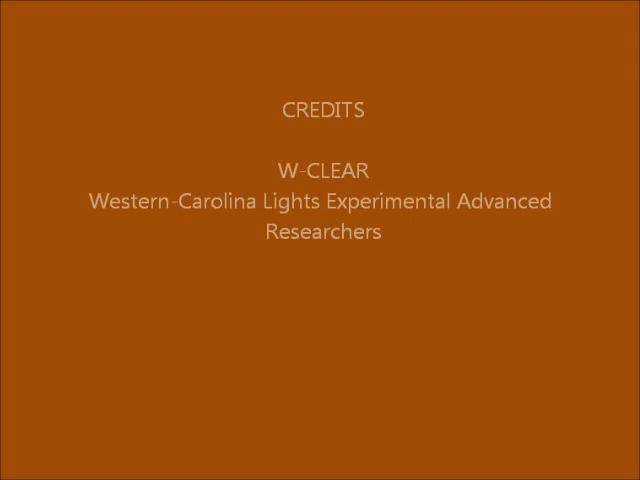 CREDITS
W-CLEAR
Western-Carolina Lights Experimental Advanced
Researchers